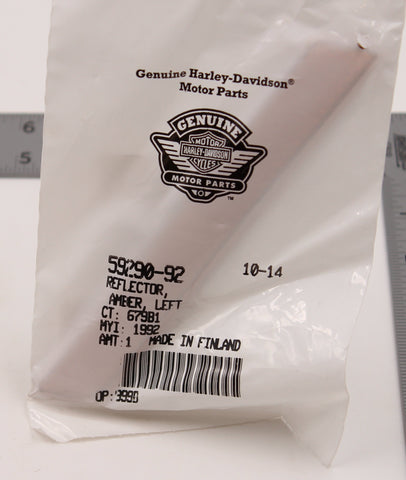 Genuine Harley-Davidson®
Motor Parts
GENUINE
MOTOR
HARLEY-DAVIDSON
CYCLES
MOTOR PARTS
™
59290-92 10-14
REFLECTOR,
AMBER, LEFT
CT: 679B1
MYI: 1992
AMT:1 MADE IN FINLAND
OP:9990
6
5